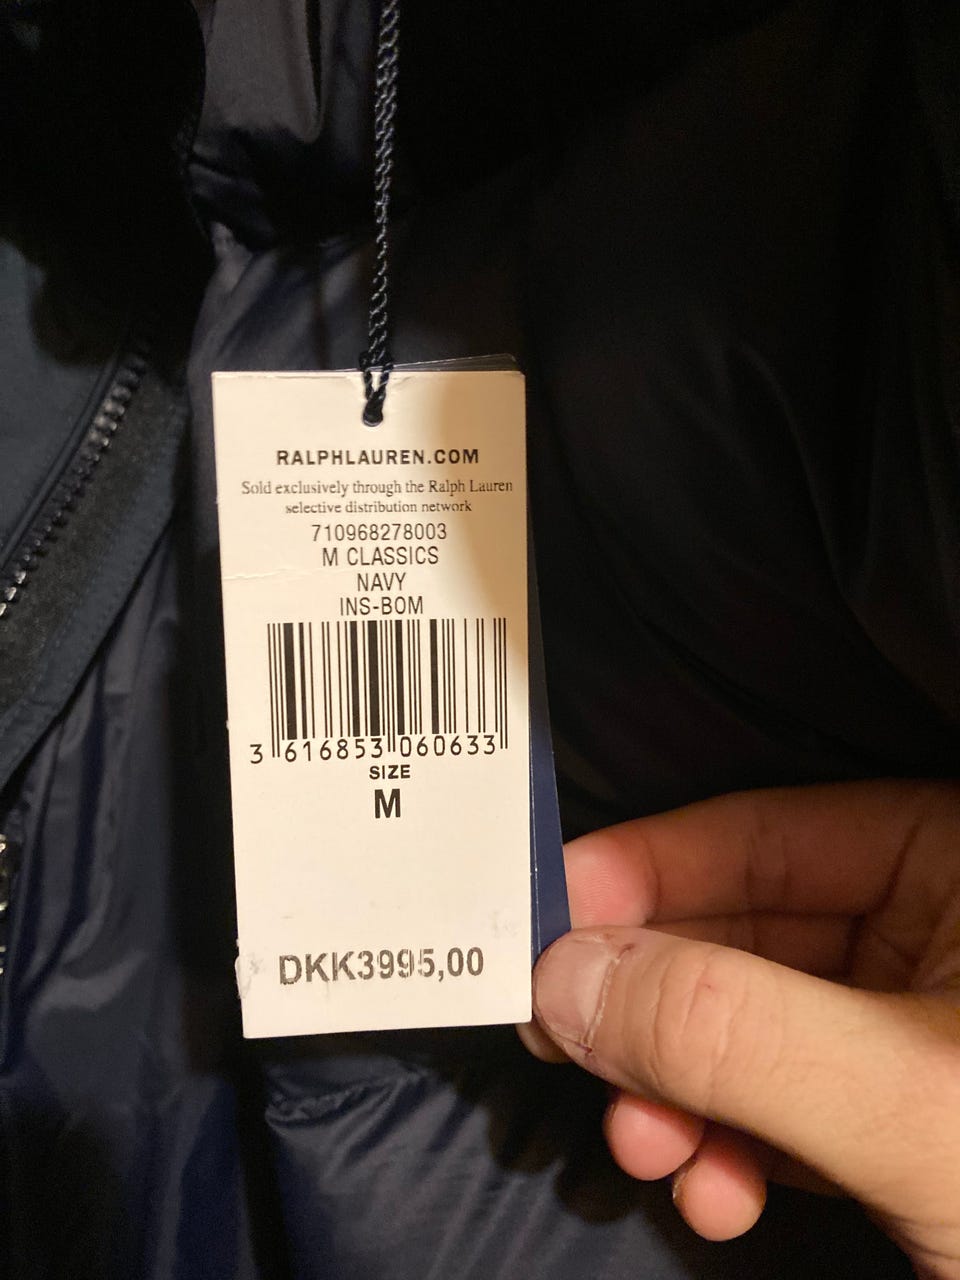 RALPHLAUREN.COM
Sold exclusively through the Ralph Lauren
selective distribution network
710968278003
M CLASSICS
NAVY
INS-BOM
3 616853 060633
SIZE
M
DKK3995,00